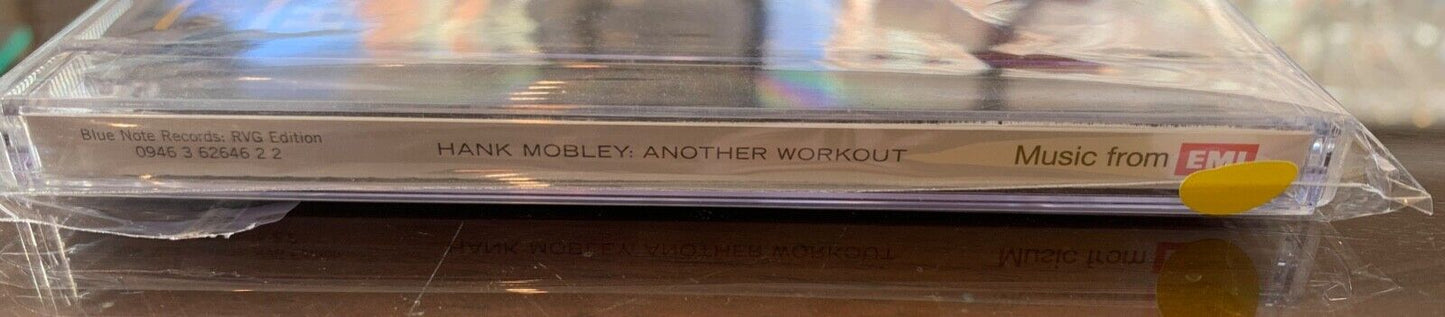 Blue Note Records: RVG Edition
0946 3 62646 2 2
HANK MOBLEY: ANOTHER WORKOUT
Music from EMI